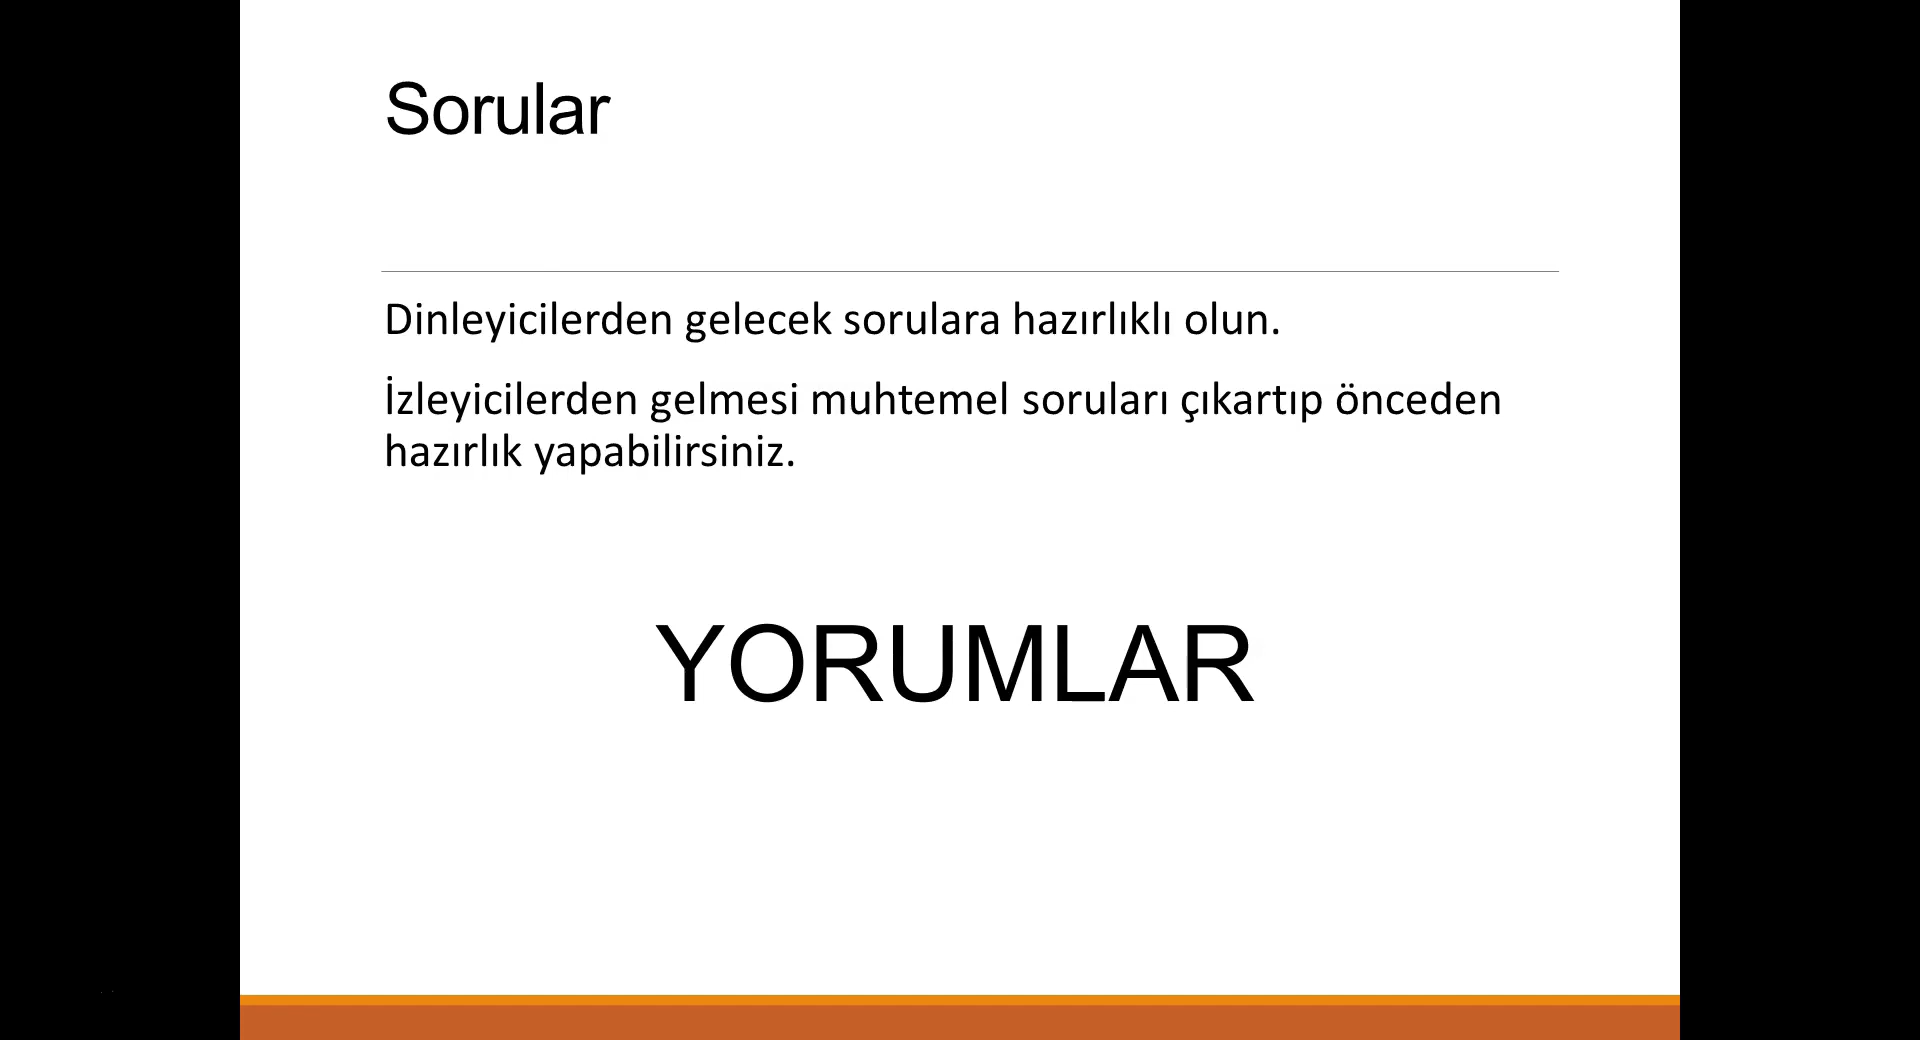 Sorular
Dinleyicilerden gelecek sorulara hazırlıklı olun.
İzleyicilerden gelmesi muhtemel soruları çıkartıp önceden
hazırlık yapabilirsiniz.
YORUMLAR